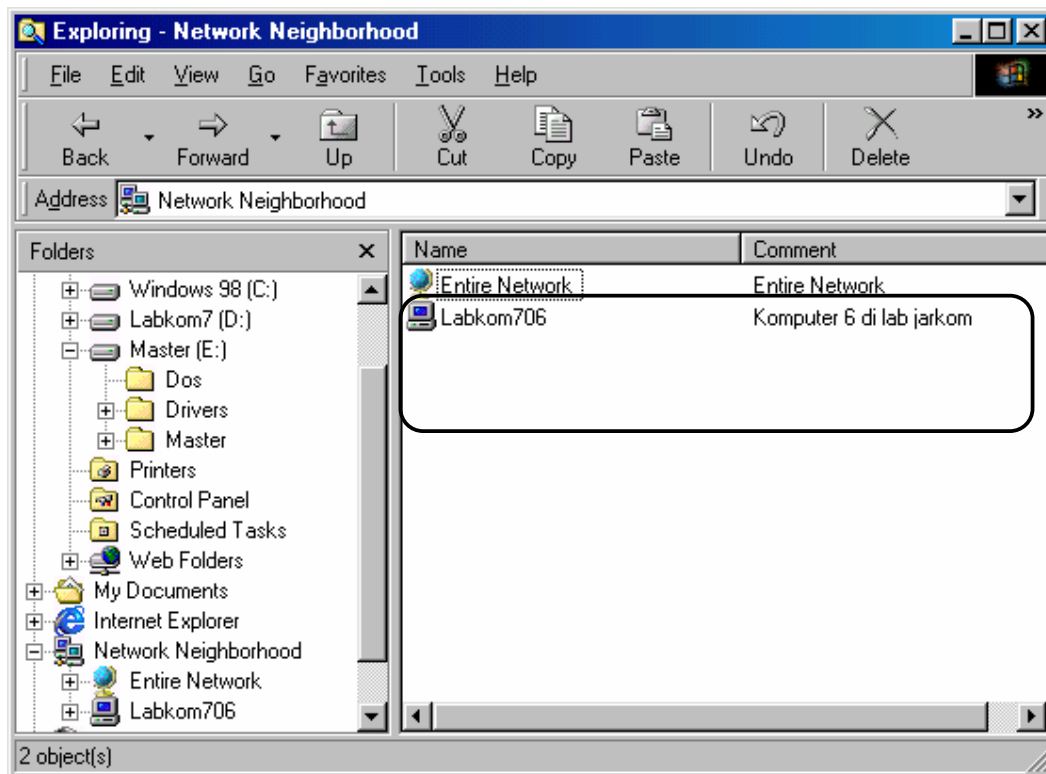 Exploring - Network Neighborhood
File Edit View Go Favorites Tools Help
Back Forward Up Cut Copy Paste Undo Delete »
Address Network Neighborhood
Folders
Windows 98 (C:)
Labkom7 (D:)
Master (E:)
Dos
Drivers
Master
Printers
Control Panel
Scheduled Tasks
Web Folders
My Documents
Internet Explorer
Network Neighborhood
Entire Network
Labkom706
Name Comment
Entire Network Entire Network
Labkom706 Komputer 6 di lab jarkom
2 object(s)